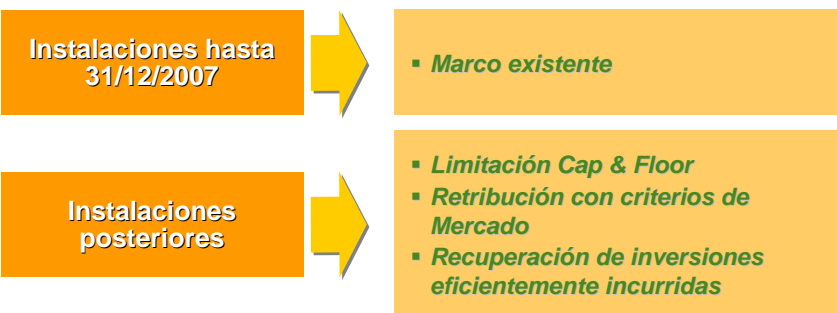 Instalaciones hasta
31/12/2007
▪ Marco existente
Instalaciones
posteriores
▪ Limitación Cap & Floor
▪ Retribución con criterios de
Mercado
▪ Recuperación de inversiones
eficientemente incurridas